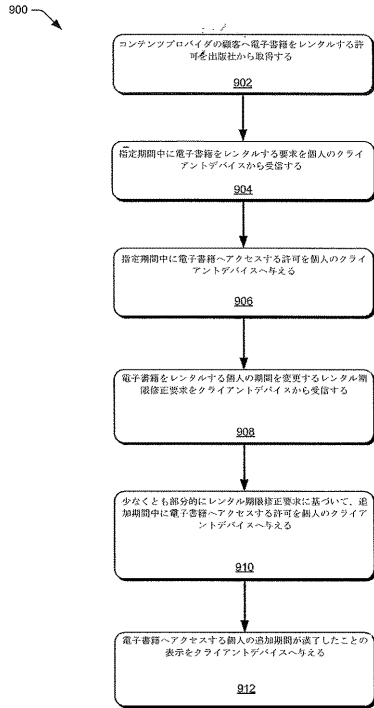 900
コンテンツプロバイダの顧客へ電子書籍をレンタルする許
可を出版社から取得する
902
指定期間中に電子書籍をレンタルする要求を個人のクライ
アントデバイスから受信する
904
指定期間中に電子書籍へアクセスする許可を個人のクライ
アントデバイスへ与える
906
電子書籍をレンタルする個人の期間を変更するレンタル期
限修正要求をクライアントデバイスから受信する
908
少なくとも部分的にレンタル期限修正要求に基づいて、追
加期間中に電子書籍へアクセスする許可を個人のクライア
ントデバイスへ与える
910
電子書籍へアクセスする個人の追加期間が満了したことの
表示をクライアントデバイスへ与える
912